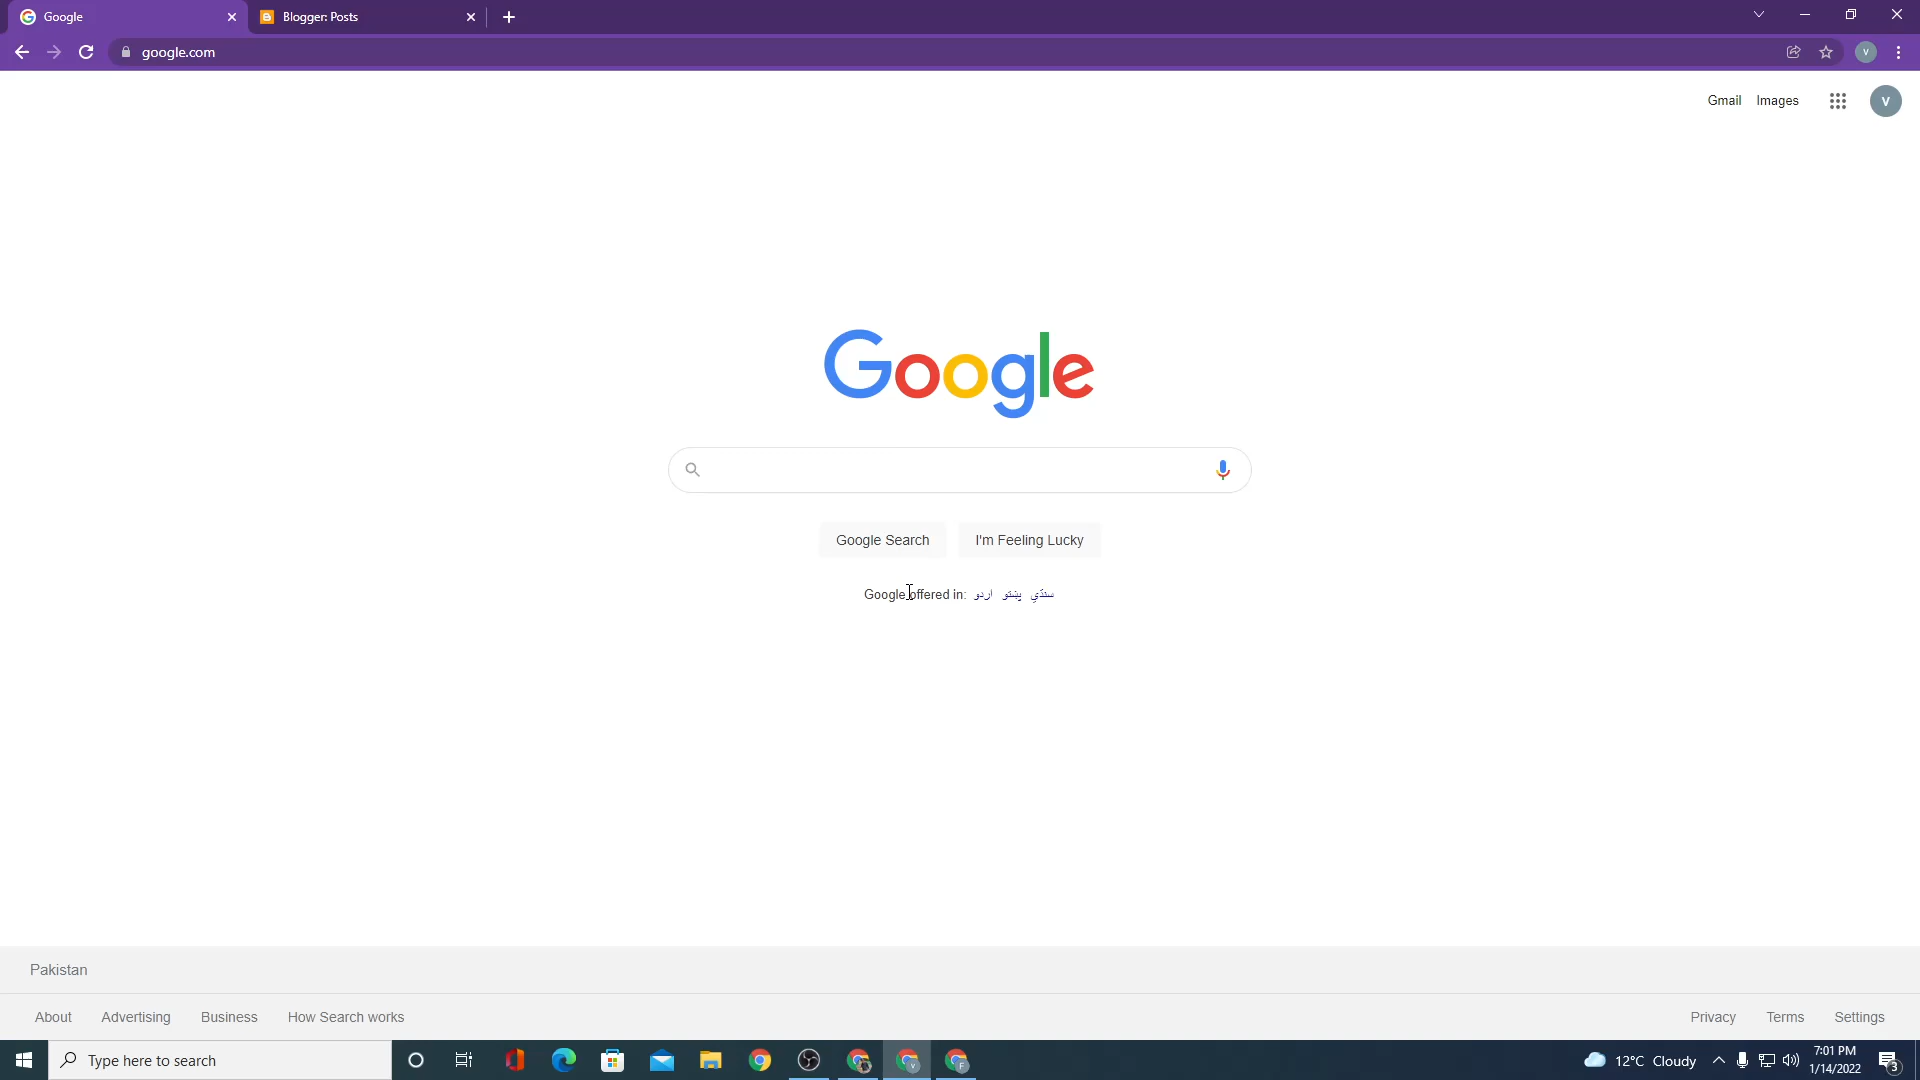 Google
Blogger: Posts
google.com
V
Gmail Images
V
Google
Google Search
I'm Feeling Lucky
Google offered in: اردو پښتو سنڌي
Pakistan
About Advertising Business How Search works
Privacy Terms Settings
Type here to search
V
F
12°C Cloudy
7:01 PM
1/14/2022
3